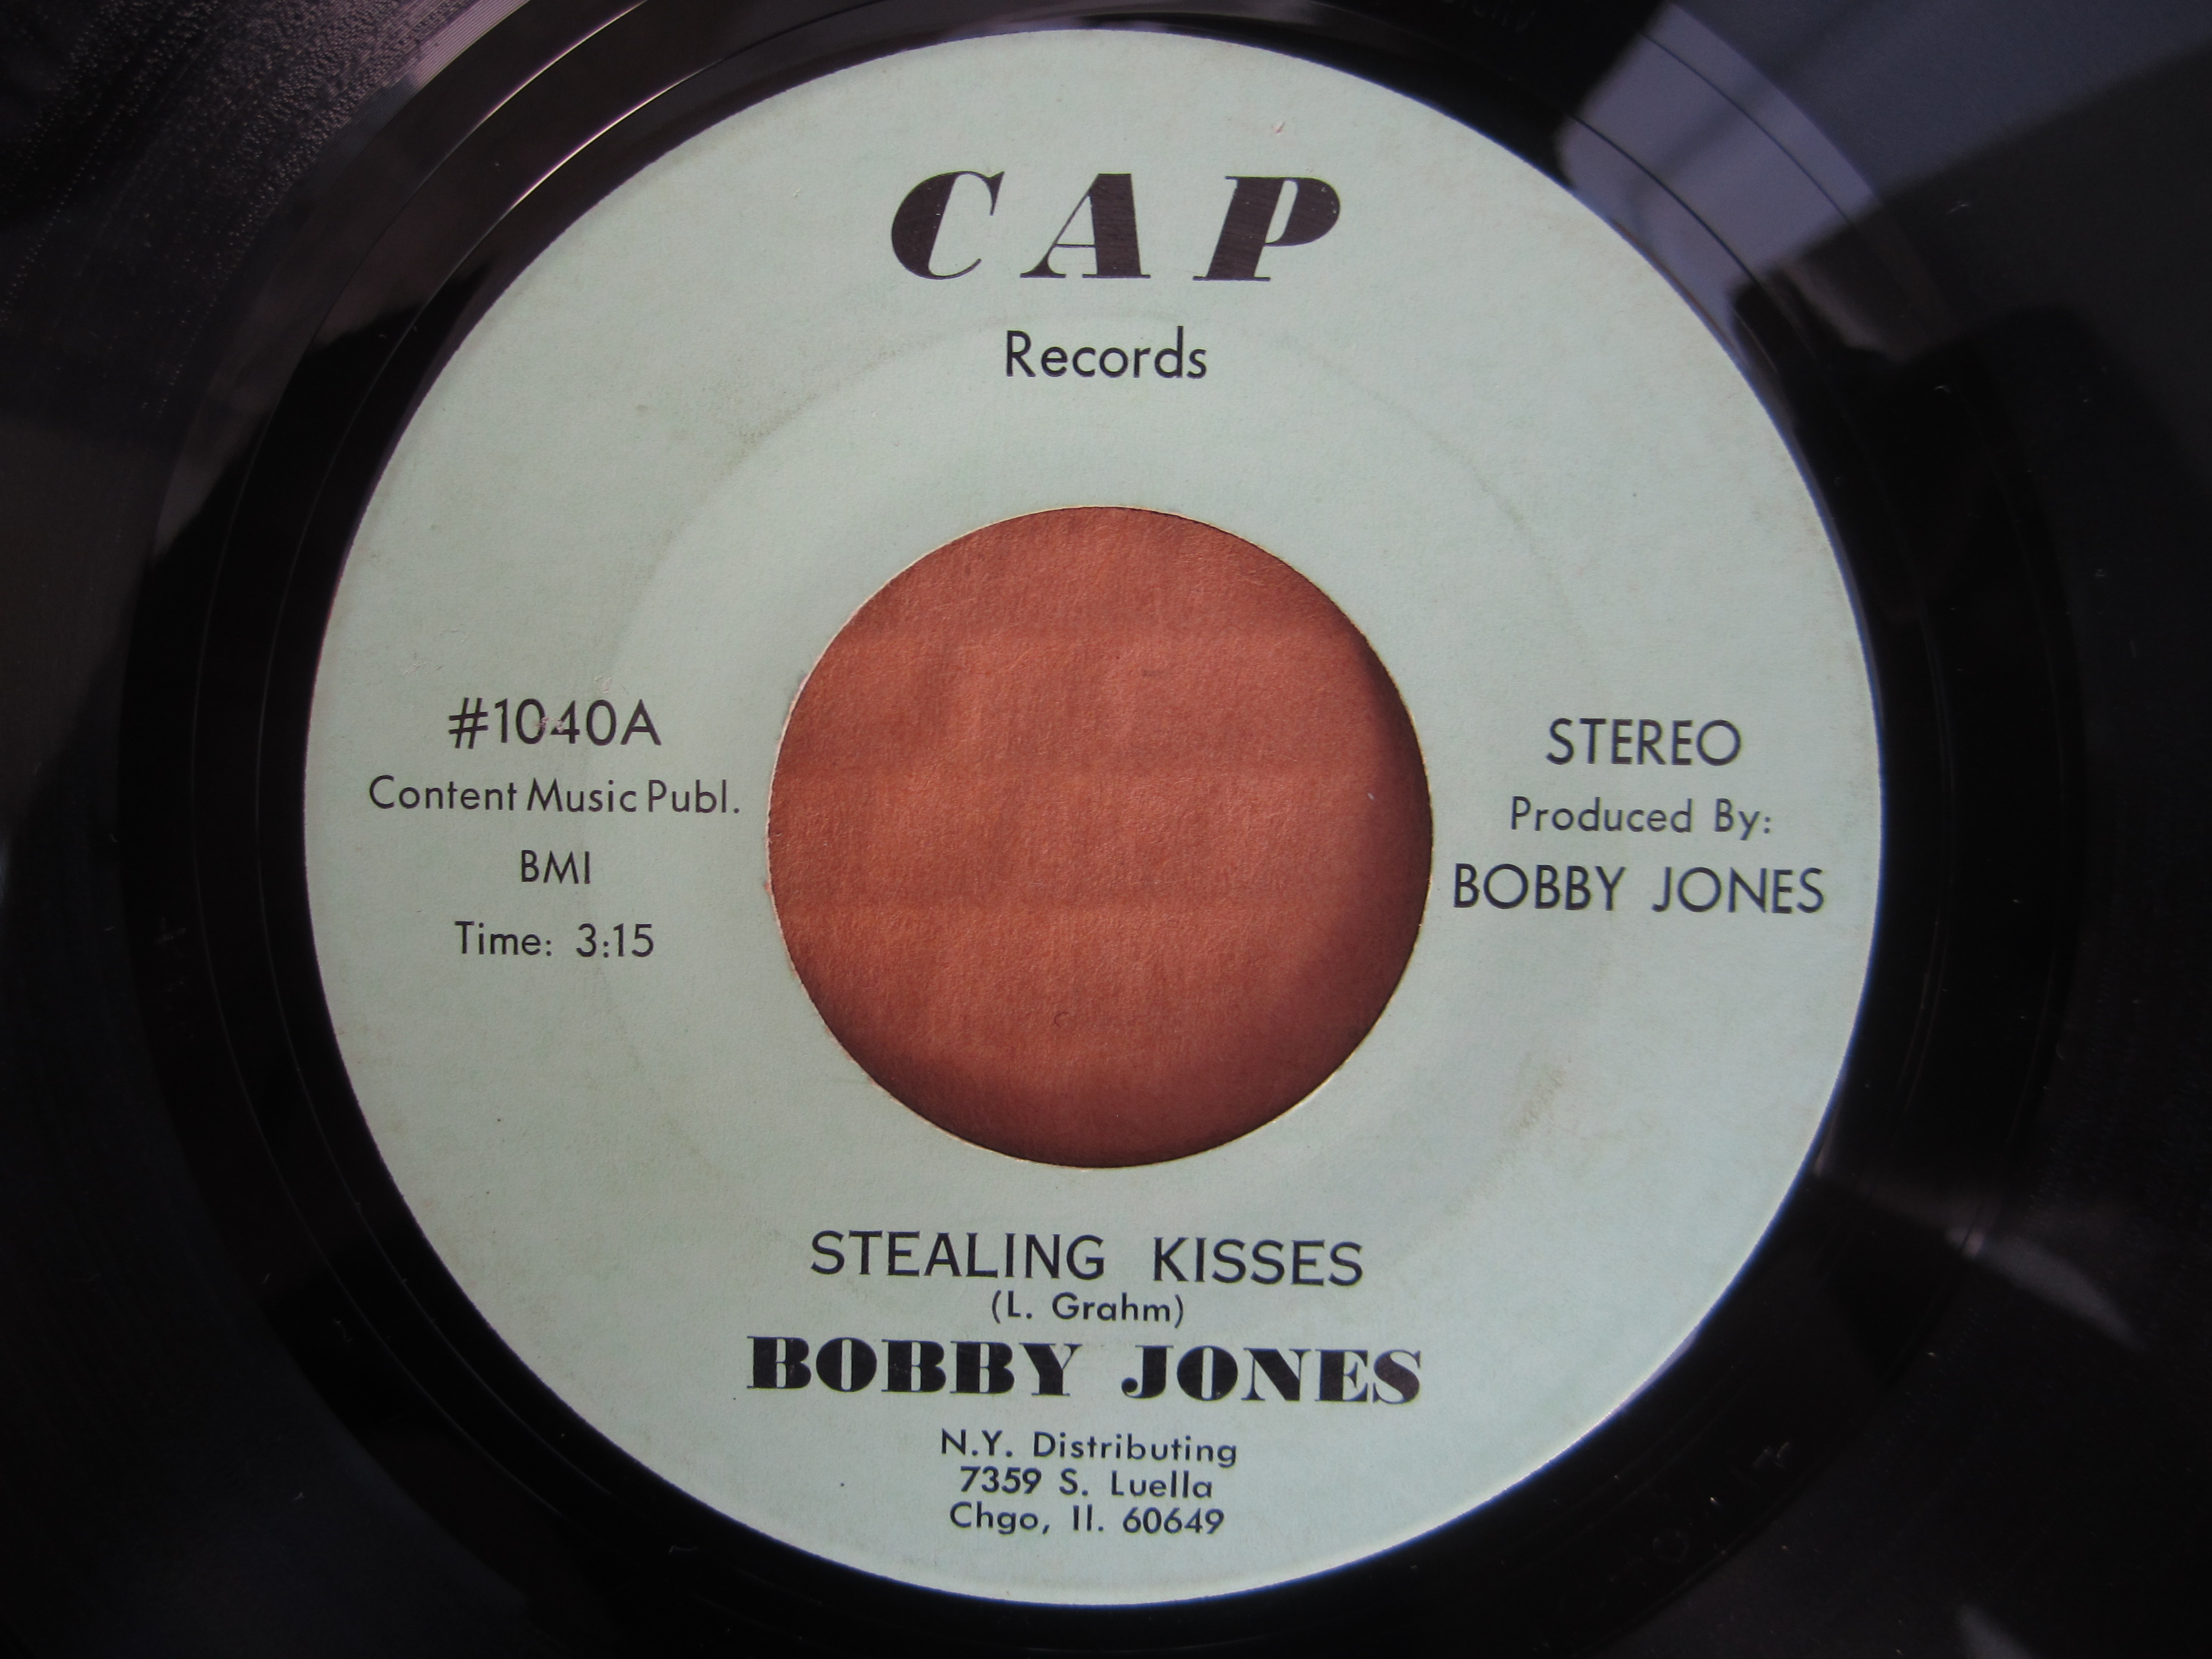 CAP
Records
#1040A
Content Music Publ.
BMI
Time: 3:15
STEREO
Produced By:
BOBBY JONES
STEALING KISSES
(L. Grahm)
BOBBY JONES
N.Y. Distributing
7359 S. Luella
Chgo, Il. 60649